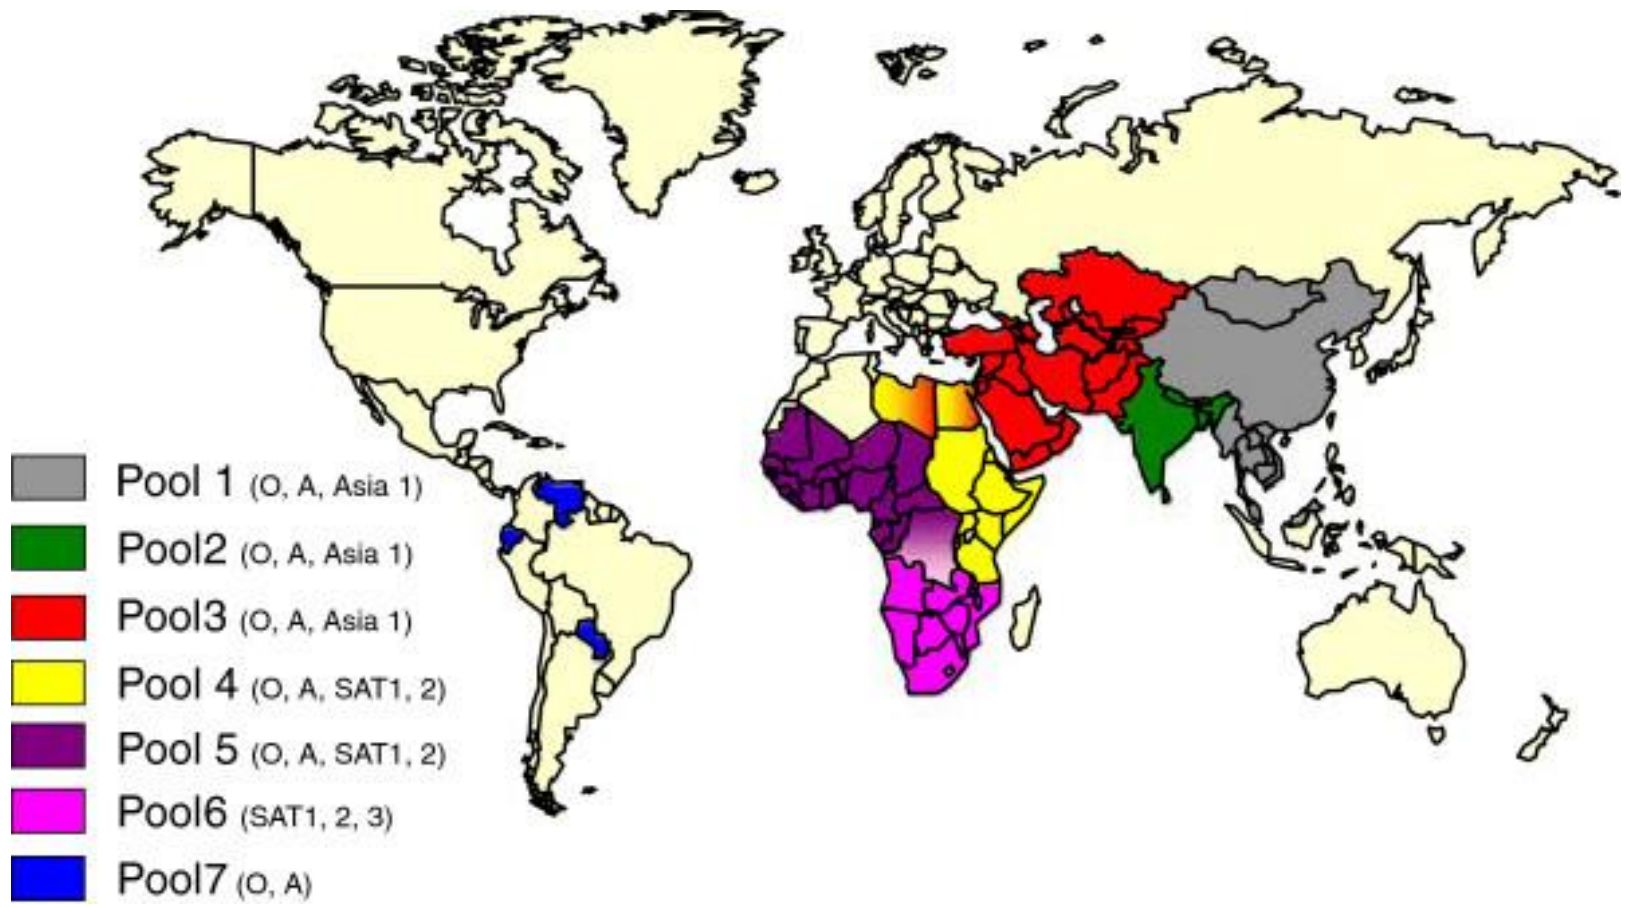 Pool 1 (O, A, Asia 1)
Pool2 (O, A, Asia 1)
Pool3 (O, A, Asia 1)
Pool 4 (O, A, SAT1, 2)
Pool 5 (O, A, SAT1, 2)
Pool6 (SAT1, 2, 3)
Pool7 (O, A)